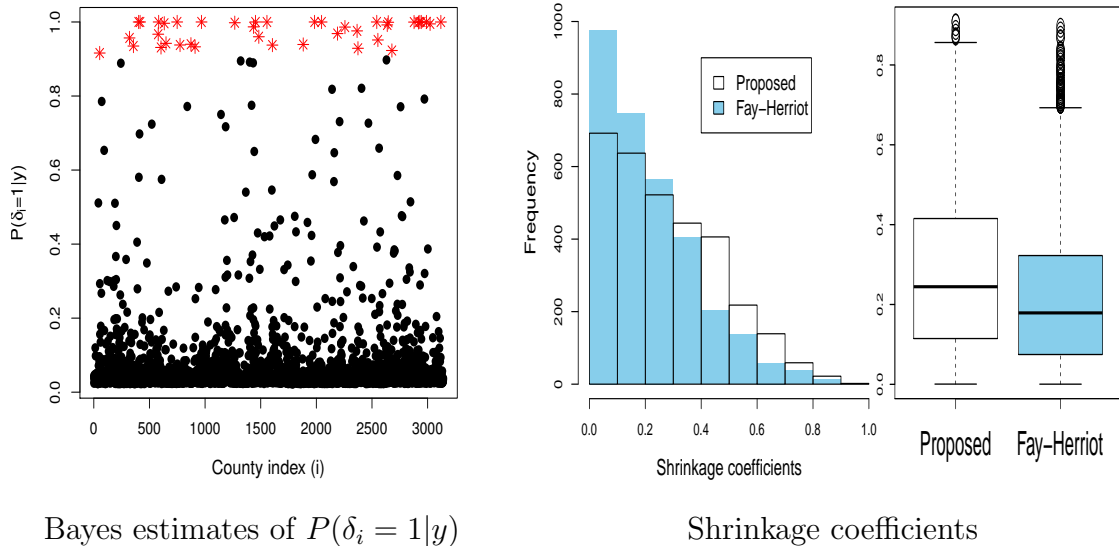 1.0
0.8
0.6
0.4
0.2
0.0
P(δᵢ=1|y)
0 500 1000 1500 2000 2500 3000
County index (i)
Bayes estimates of P(δᵢ = 1|y)
1000
800
600
400
200
0
Frequency
Proposed
Fay−Herriot
0.0 0.2 0.4 0.6 0.8 1.0
Shrinkage coefficients
0.8
0.6
0.4
0.2
0.0
Proposed Fay−Herriot
Shrinkage coefficients